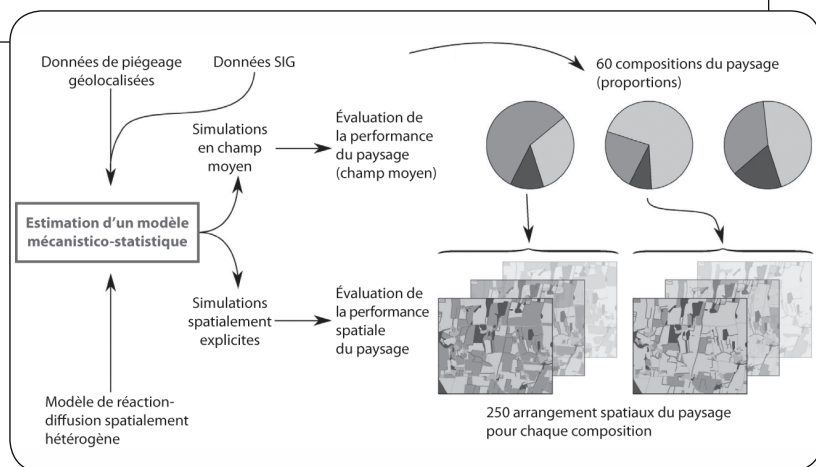 Données de piégeage
géolocalisées
Données SIG
60 compositions du paysage
(proportions)
Simulations
en champ
moyen
Évaluation de
la performance
du paysage
(champ moyen)
Estimation d'un modèle
mécanistico-statistique
Simulations
spatialement
explicites
Évaluation de
la performance
spatiale
du paysage
Modèle de réaction-
diffusion spatialement
hétérogène
250 arrangement spatiaux du paysage
pour chaque composition